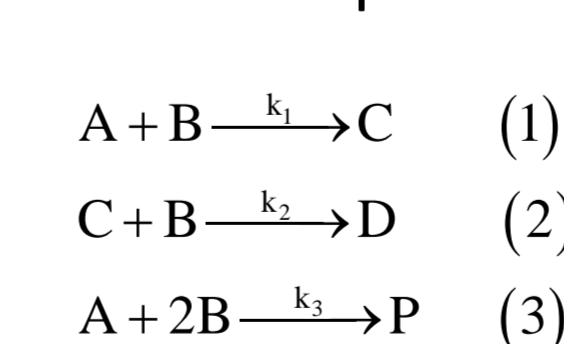 A + B —k₁→ C (1)
C + B —k₂→ D (2)
A + 2B —k₃→ P (3)